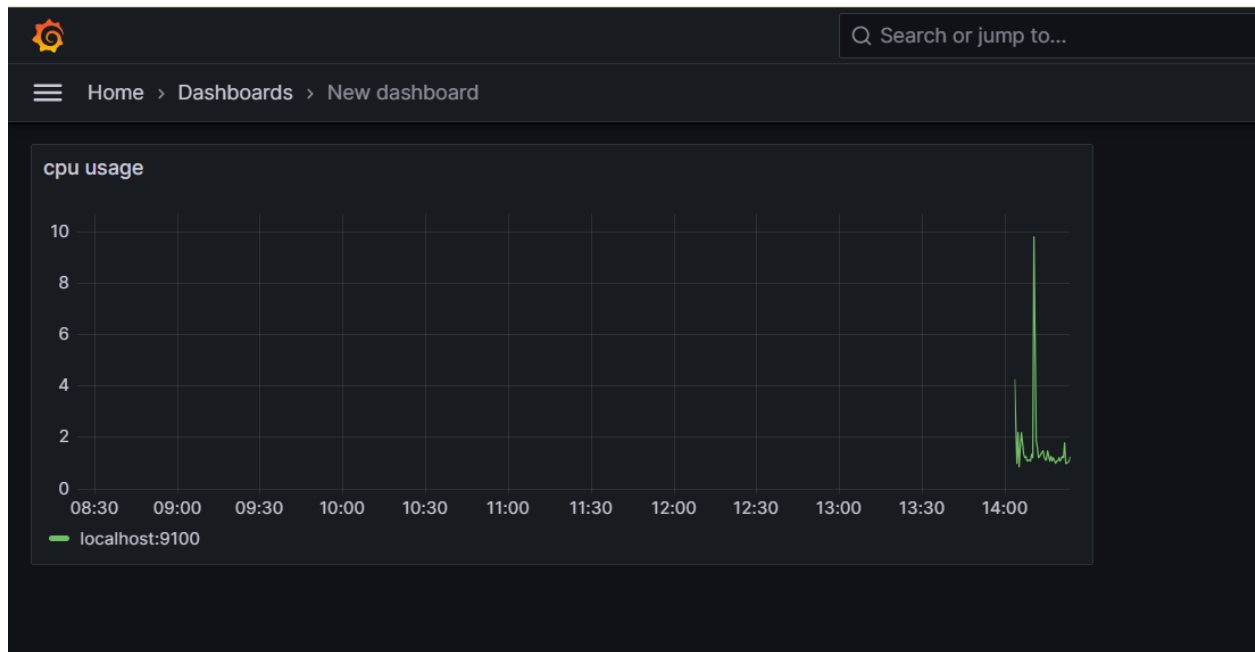 Search or jump to...
Home > Dashboards > New dashboard
cpu usage
10
8
6
4
2
0
08:30 09:00 09:30 10:00 10:30 11:00 11:30 12:00 12:30 13:00 13:30 14:00
localhost:9100